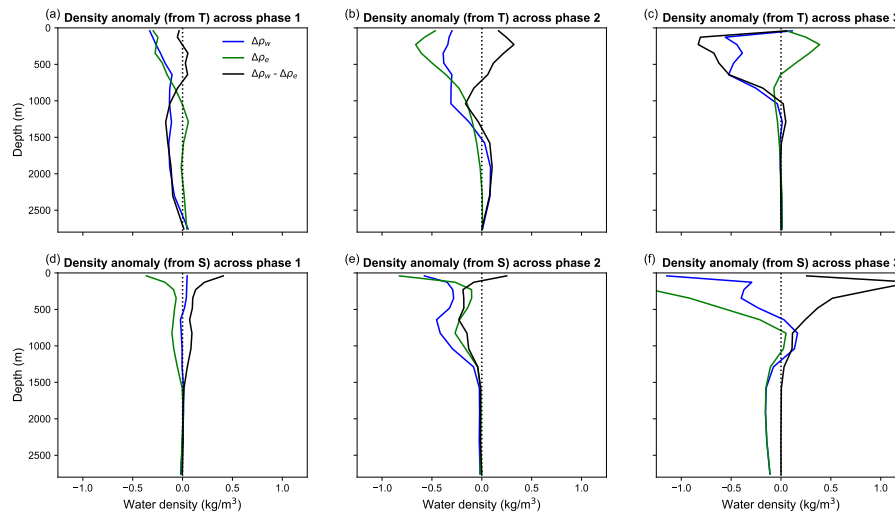 (a) Density anomaly (from T) across phase 1
(b) Density anomaly (from T) across phase 2
(c) Density anomaly (from T) across phase
0
500
1000
1500
2000
2500
Depth (m)
Δρw
Δρe
Δρw - Δρe
(d) Density anomaly (from S) across phase 1
(e) Density anomaly (from S) across phase 2
(f) Density anomaly (from S) across phase
0
500
1000
1500
2000
2500
Depth (m)
−1.0 −0.5 0.0 0.5 1.0
−1.0 −0.5 0.0 0.5 1.0
−1.0 −0.5 0.0 0.5 1.0
Water density (kg/m³)
Water density (kg/m³)
Water density (kg/m³)